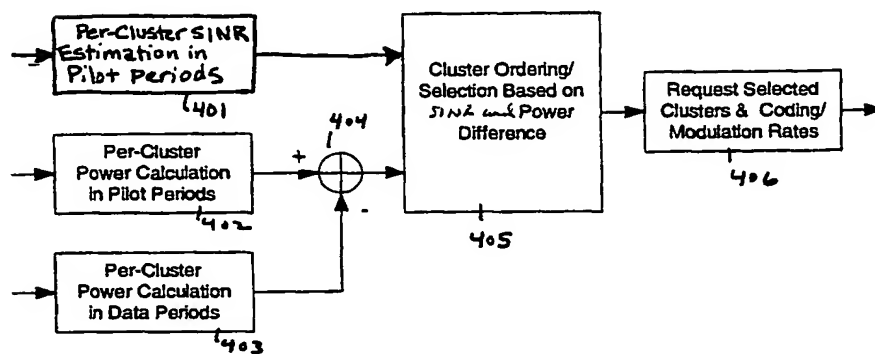 Per-Cluster SINR
Estimation in
Pilot Periods
401
Per-Cluster
Power Calculation
in Pilot Periods
402
Per-Cluster
Power Calculation
in Data Periods
403
404
+
-
Cluster Ordering/
Selection Based on
SINR and Power
Difference
405
Request Selected
Clusters & Coding/
Modulation Rates
406